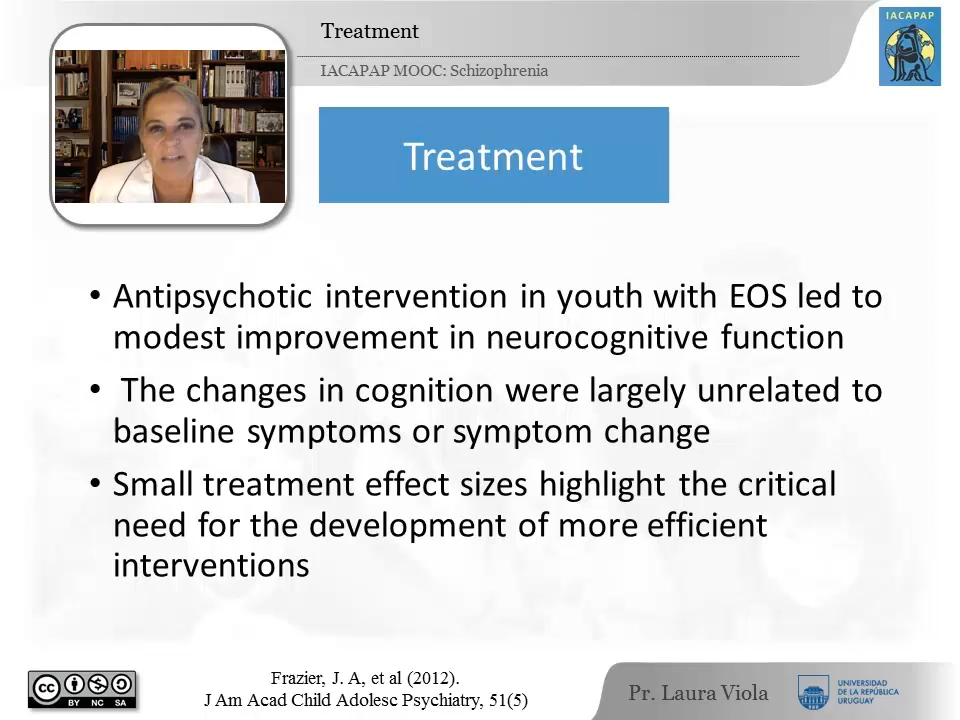 Treatment
IACAPAP MOOC: Schizophrenia
IACAPAP
Treatment
• Antipsychotic intervention in youth with EOS led to
modest improvement in neurocognitive function
• The changes in cognition were largely unrelated to
baseline symptoms or symptom change
• Small treatment effect sizes highlight the critical
need for the development of more efficient
interventions
cc
BY NC SA
Frazier, J. A, et al (2012).
J Am Acad Child Adolesc Psychiatry, 51(5)
Pr. Laura Viola
UNIVERSIDAD
DE LA REPÚBLICA
URUGUAY